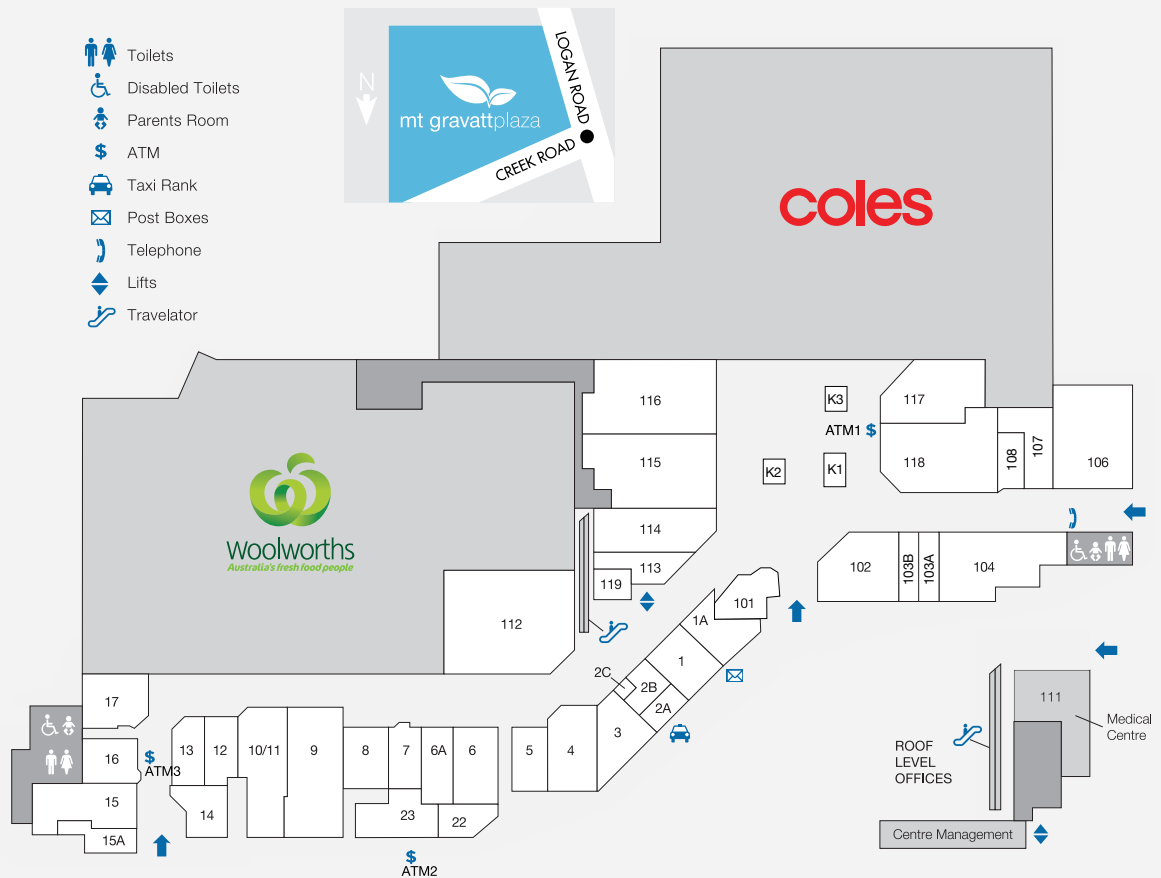 Toilets
Disabled Toilets
Parents Room
$ ATM
Taxi Rank
Post Boxes
Telephone
Lifts
Travelator
N
mt gravattplaza
LOGAN ROAD
CREEK ROAD
coles
Woolworths
Australia's fresh food people
116
115
114
113
119
112
K3
ATM1 $
K2
K1
117
118
108
107
106
102
103B
103A
104
101
1A
1
2C
2B
2A
3
4
5
6
6A
7
8
9
10/11
12
13
14
23
22
17
16
$
ATM3
15
15A
$
ATM2
111
Medical
Centre
ROOF
LEVEL
OFFICES
Centre Management